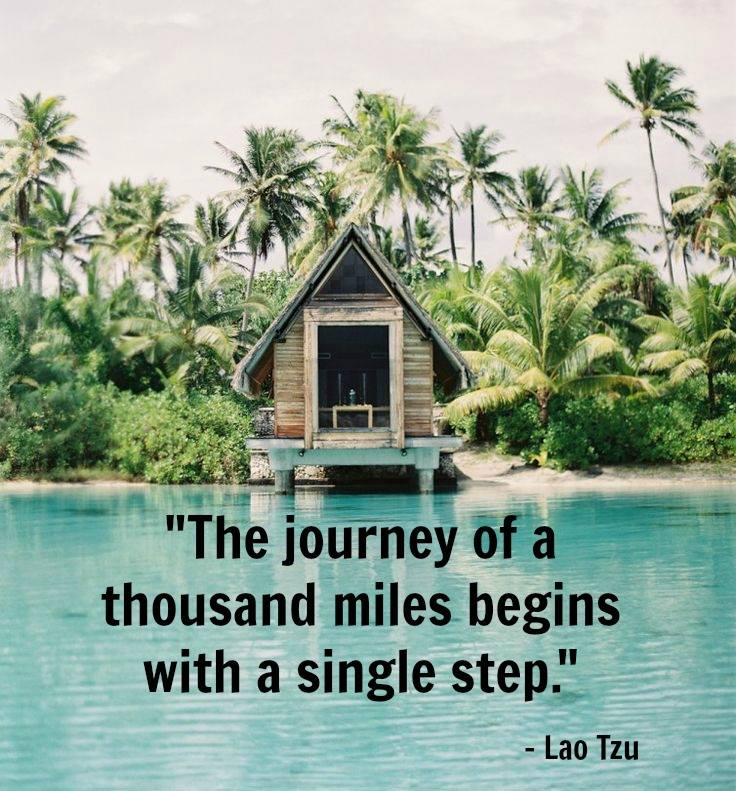 "The journey of a
thousand miles begins
with a single step."
- Lao Tzu